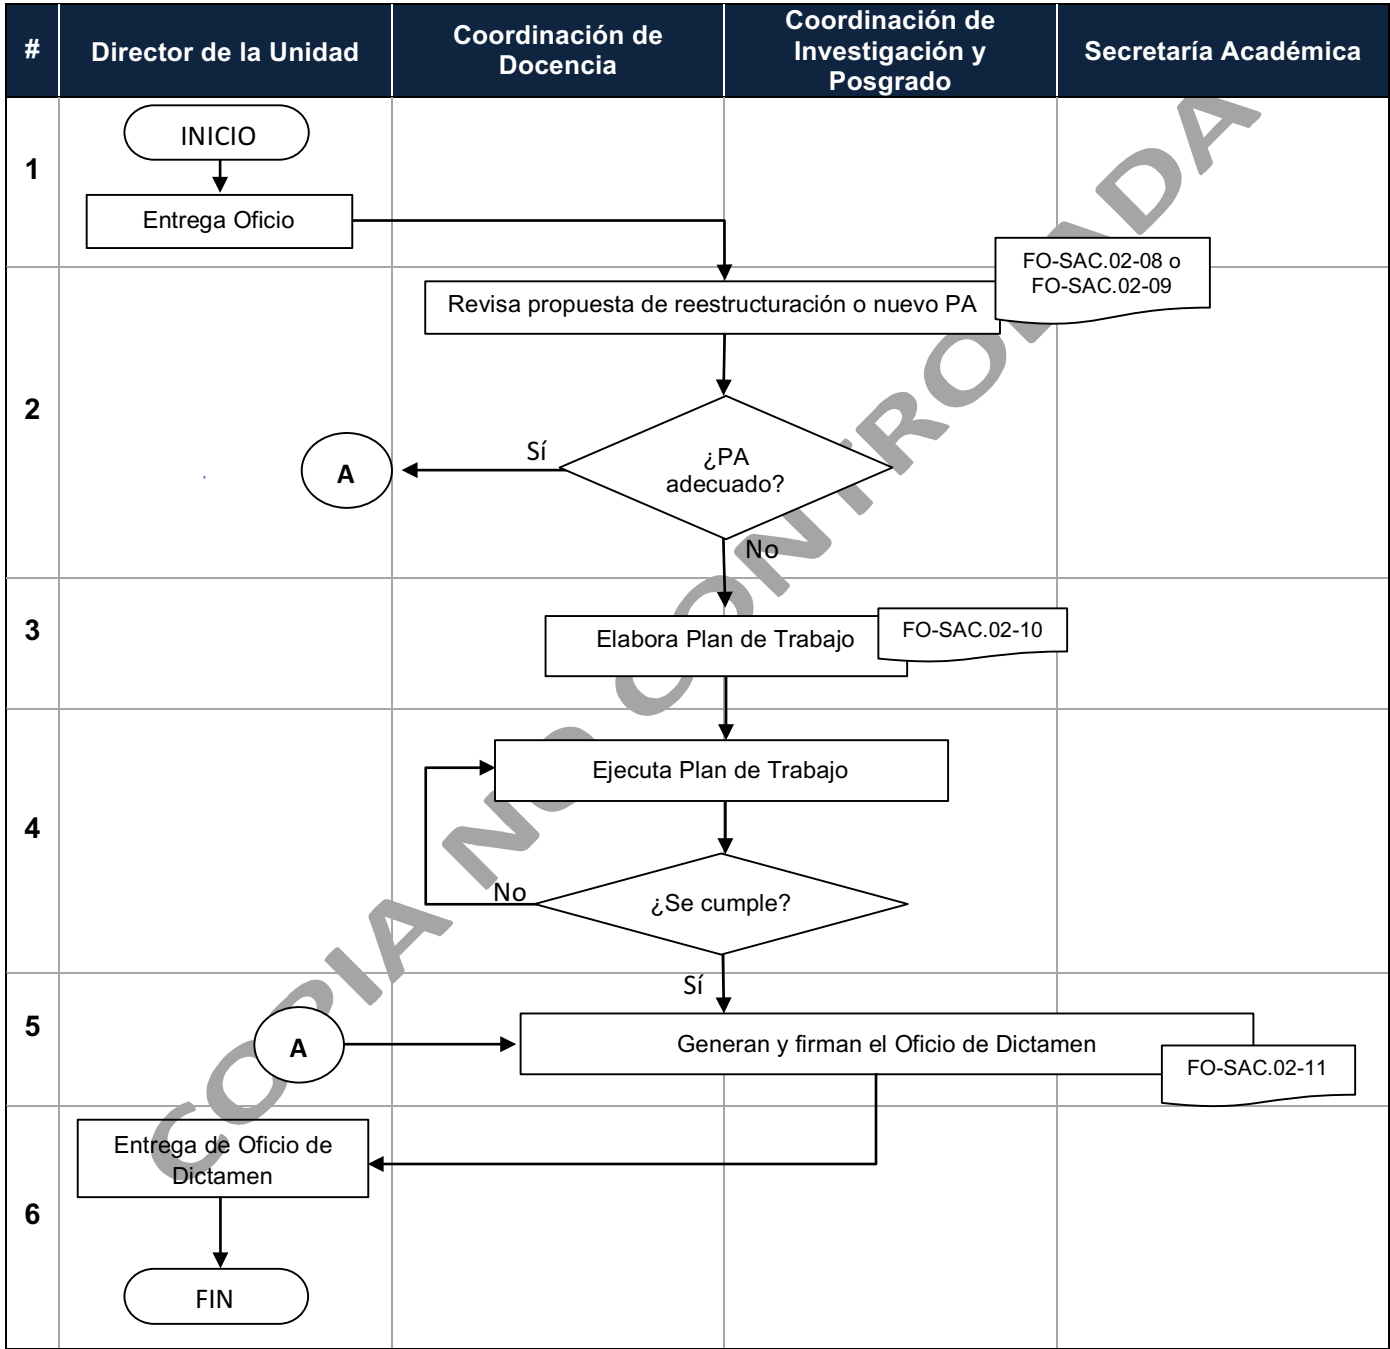 #
Director de la Unidad
Coordinación de
Docencia
Coordinación de
Investigación y
Posgrado
Secretaría Académica
1
INICIO
Entrega Oficio
2
FO-SAC.02-08 o
FO-SAC.02-09
Revisa propuesta de reestructuración o nuevo PA
¿PA
adecuado?
Sí
A
No
3
Elabora Plan de Trabajo
FO-SAC.02-10
4
Ejecuta Plan de Trabajo
¿Se cumple?
No
Sí
5
A
Generan y firman el Oficio de Dictamen
FO-SAC.02-11
6
Entrega de Oficio de
Dictamen
FIN
COPIA NO CONTROLADA